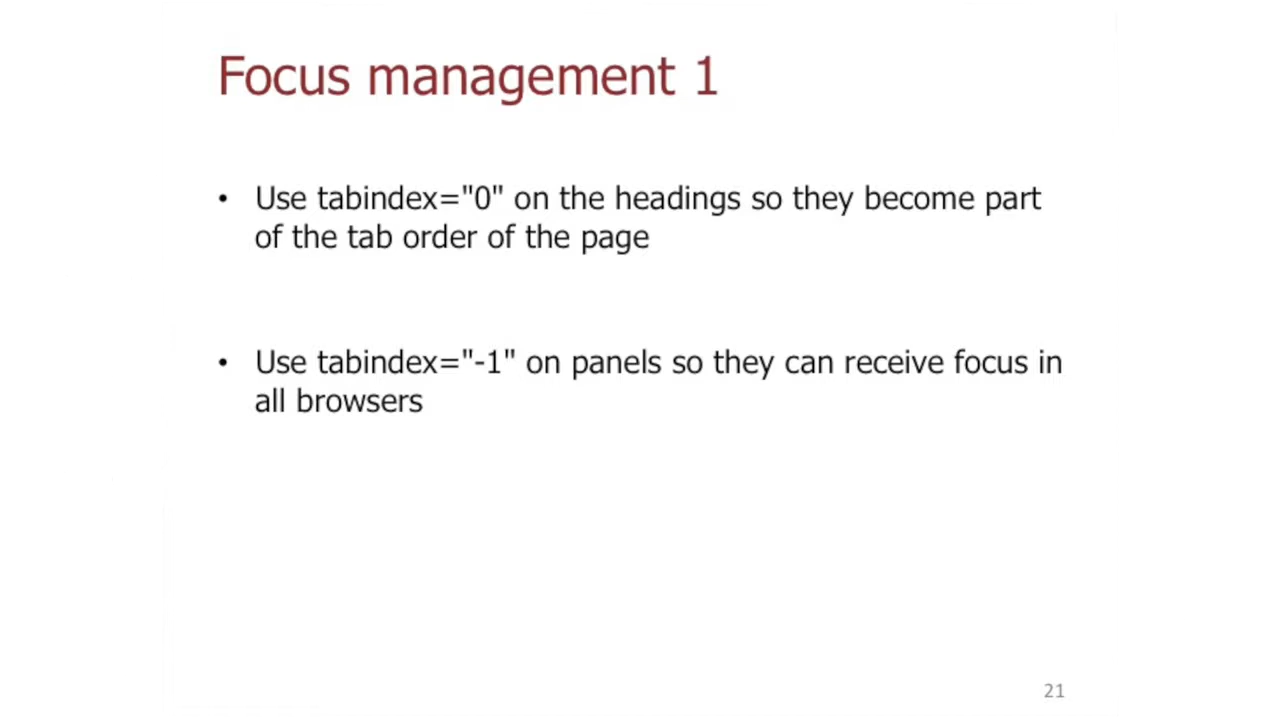 Focus management 1
• Use tabindex="0" on the headings so they become part
of the tab order of the page
• Use tabindex="-1" on panels so they can receive focus in
all browsers
21